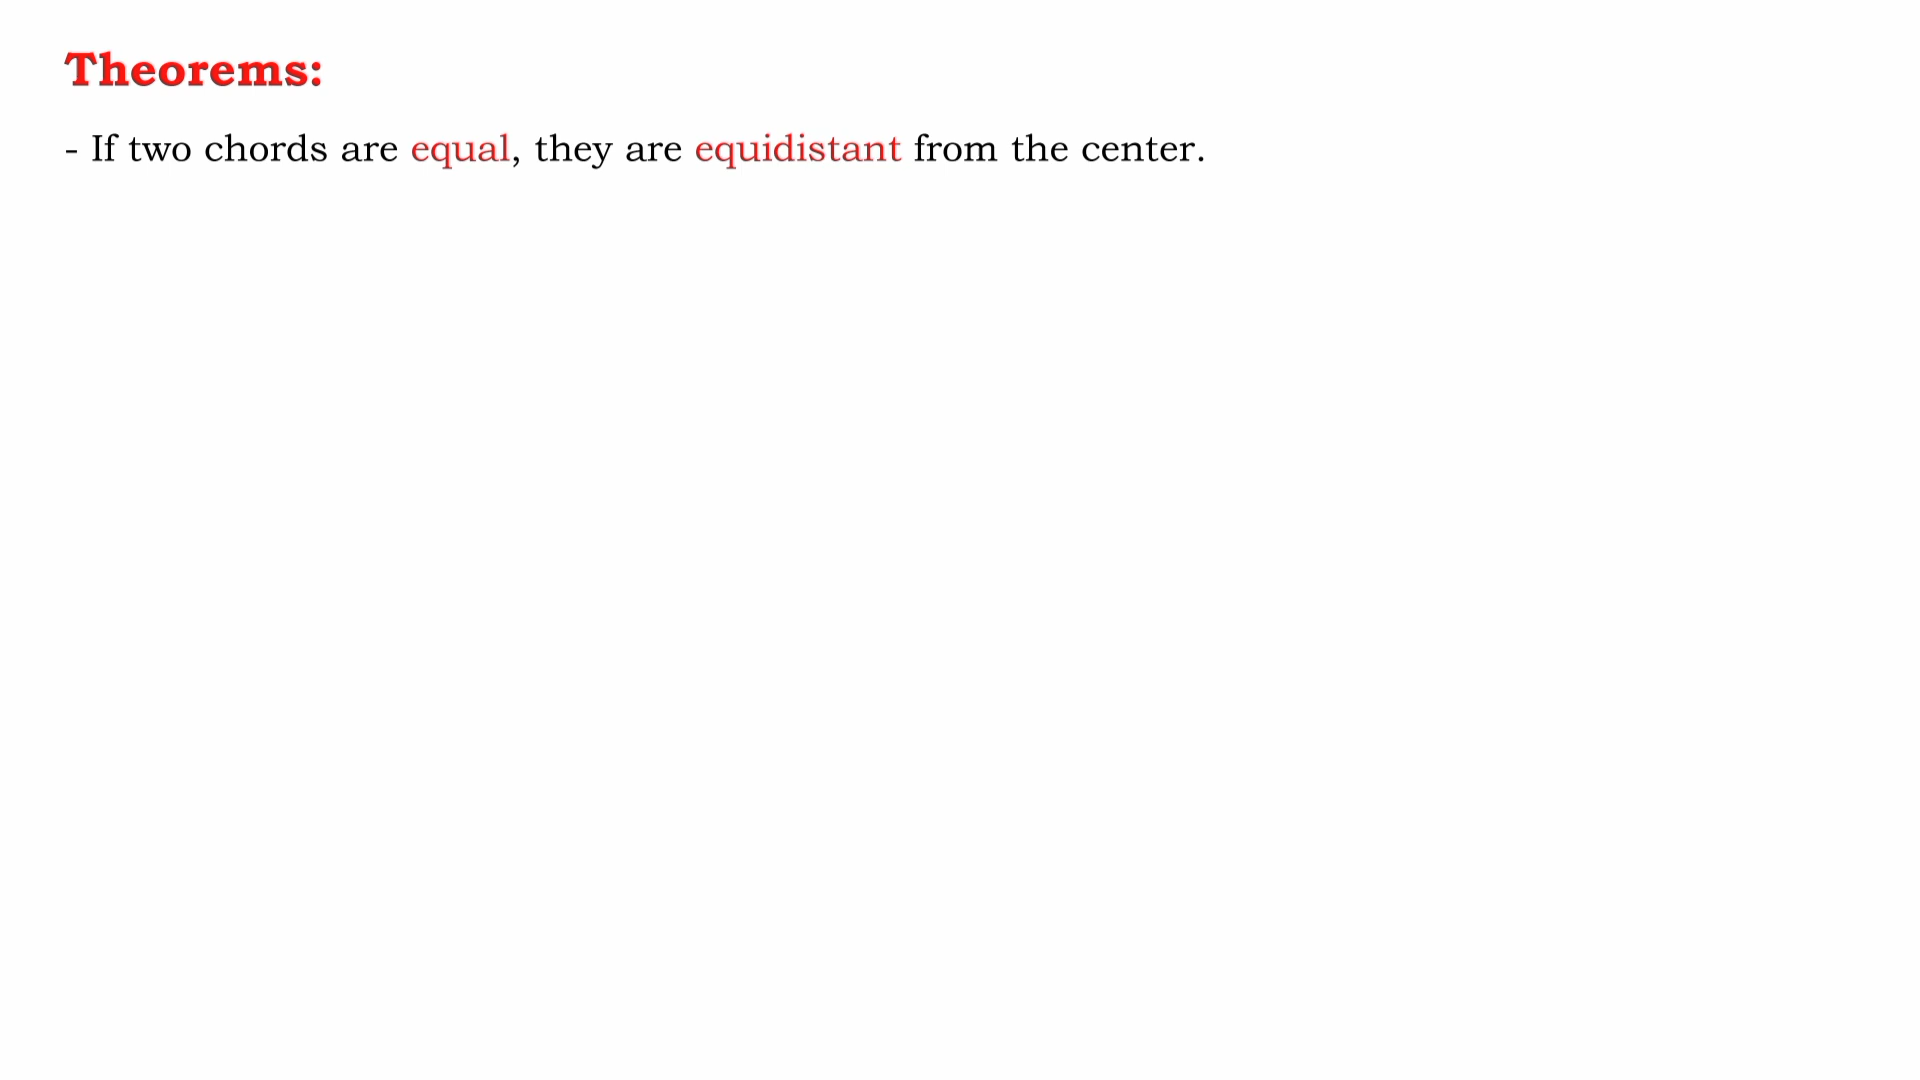 Theorems:
- If two chords are equal, they are equidistant from the center.